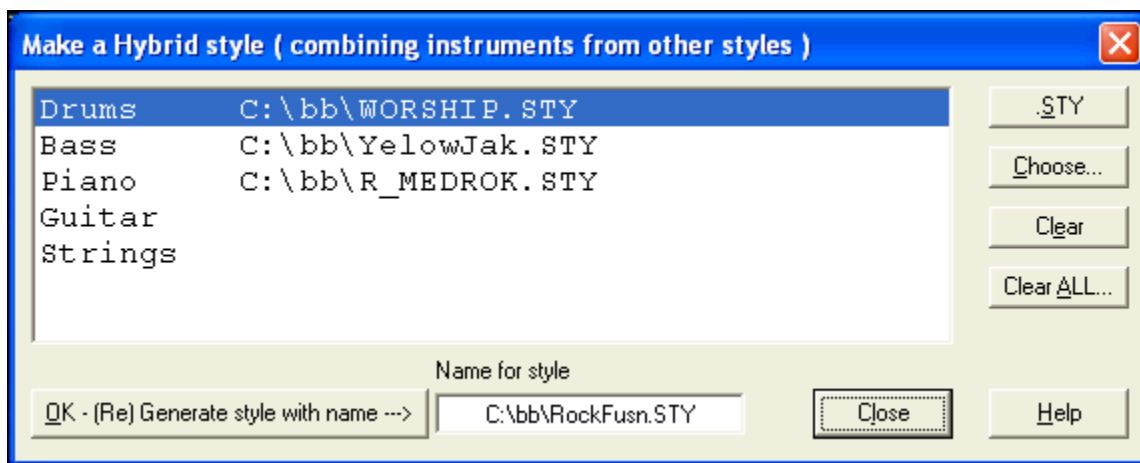 Make a Hybrid style ( combining instruments from other styles )
Drums C:\bb\WORSHIP.STY
Bass C:\bb\YelowJak.STY
Piano C:\bb\R_MEDROK.STY
Guitar
Strings
.STY
Choose...
Clear
Clear ALL...
Name for style
OK - (Re) Generate style with name --->
C:\bb\RockFusn.STY
Close
Help